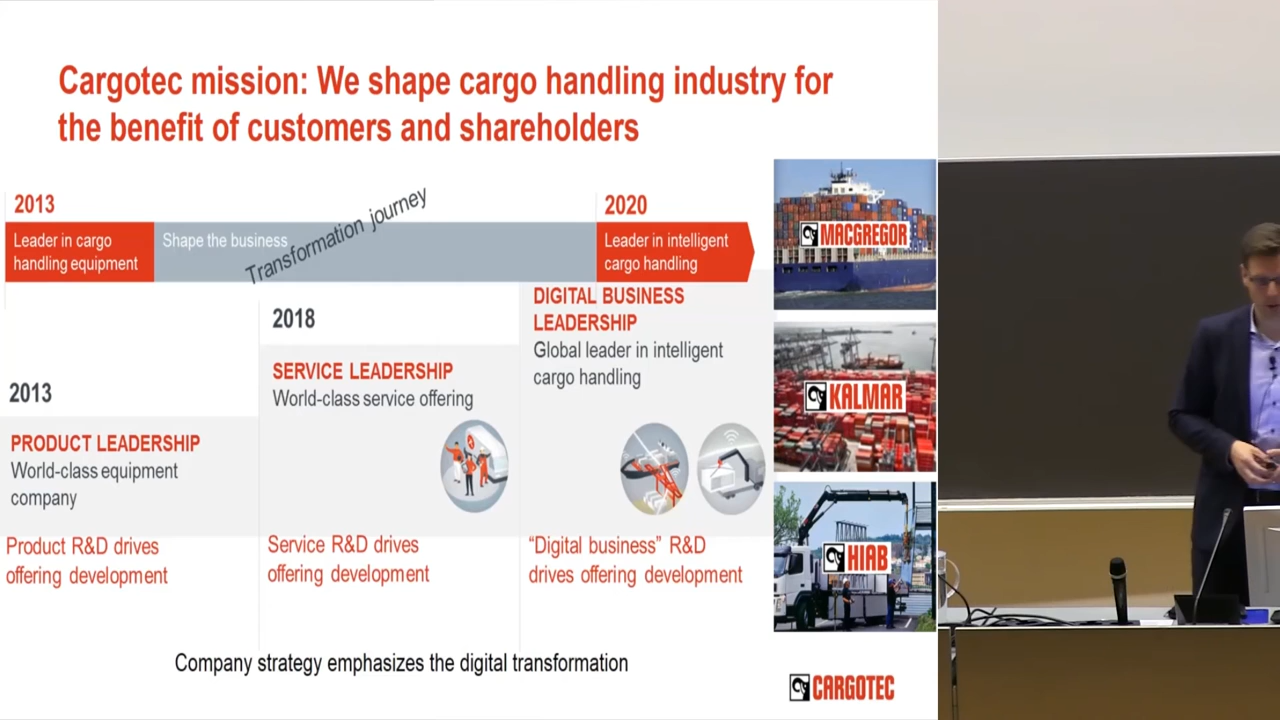 Cargotec mission: We shape cargo handling industry for
the benefit of customers and shareholders
2013
Leader in cargo
handling equipment
Shape the business
Transformation journey
2020
Leader in intelligent
cargo handling
2013
PRODUCT LEADERSHIP
World-class equipment
company
Product R&D drives
offering development
2018
SERVICE LEADERSHIP
World-class service offering
Service R&D drives
offering development
DIGITAL BUSINESS
LEADERSHIP
Global leader in intelligent
cargo handling
“Digital business” R&D
drives offering development
MACGREGOR
KALMAR
HIAB
Company strategy emphasizes the digital transformation
CARGOTEC